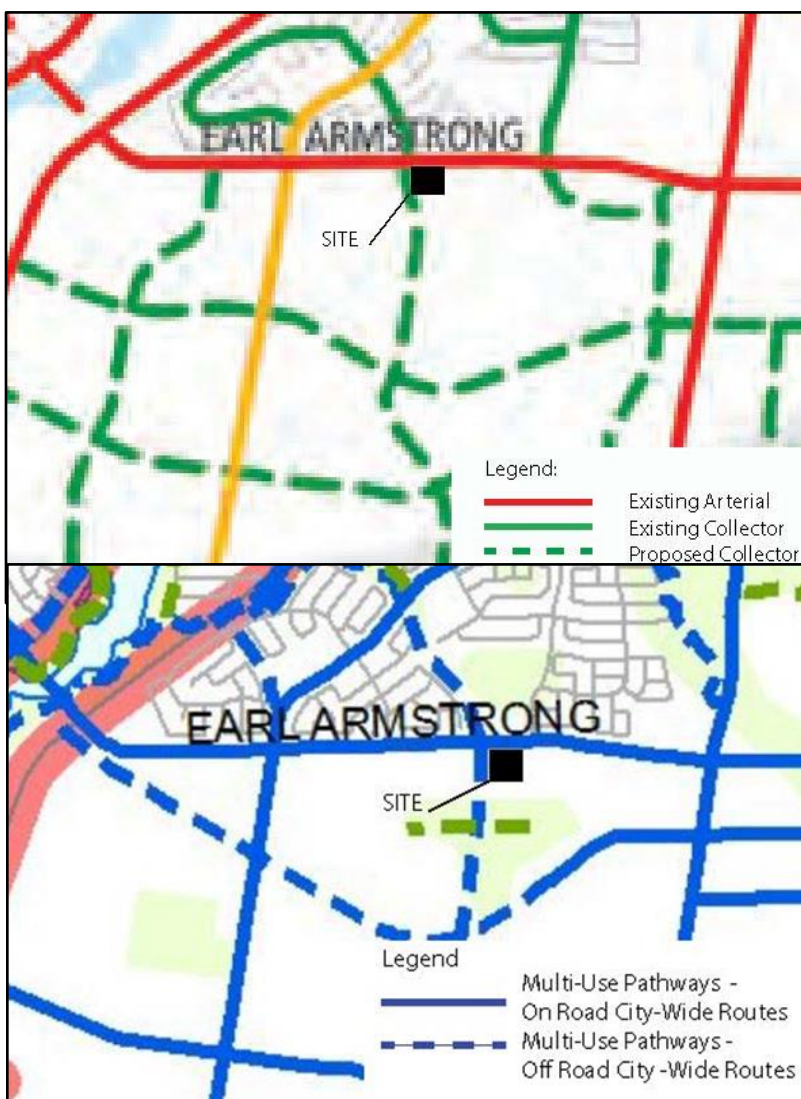 EARL ARMSTRONG
SITE
Legend:
Existing Arterial
Existing Collector
Proposed Collector
EARL ARMSTRONG
SITE
Legend
Multi-Use Pathways -
On Road City-Wide Routes
Multi-Use Pathways -
Off Road City -Wide Routes